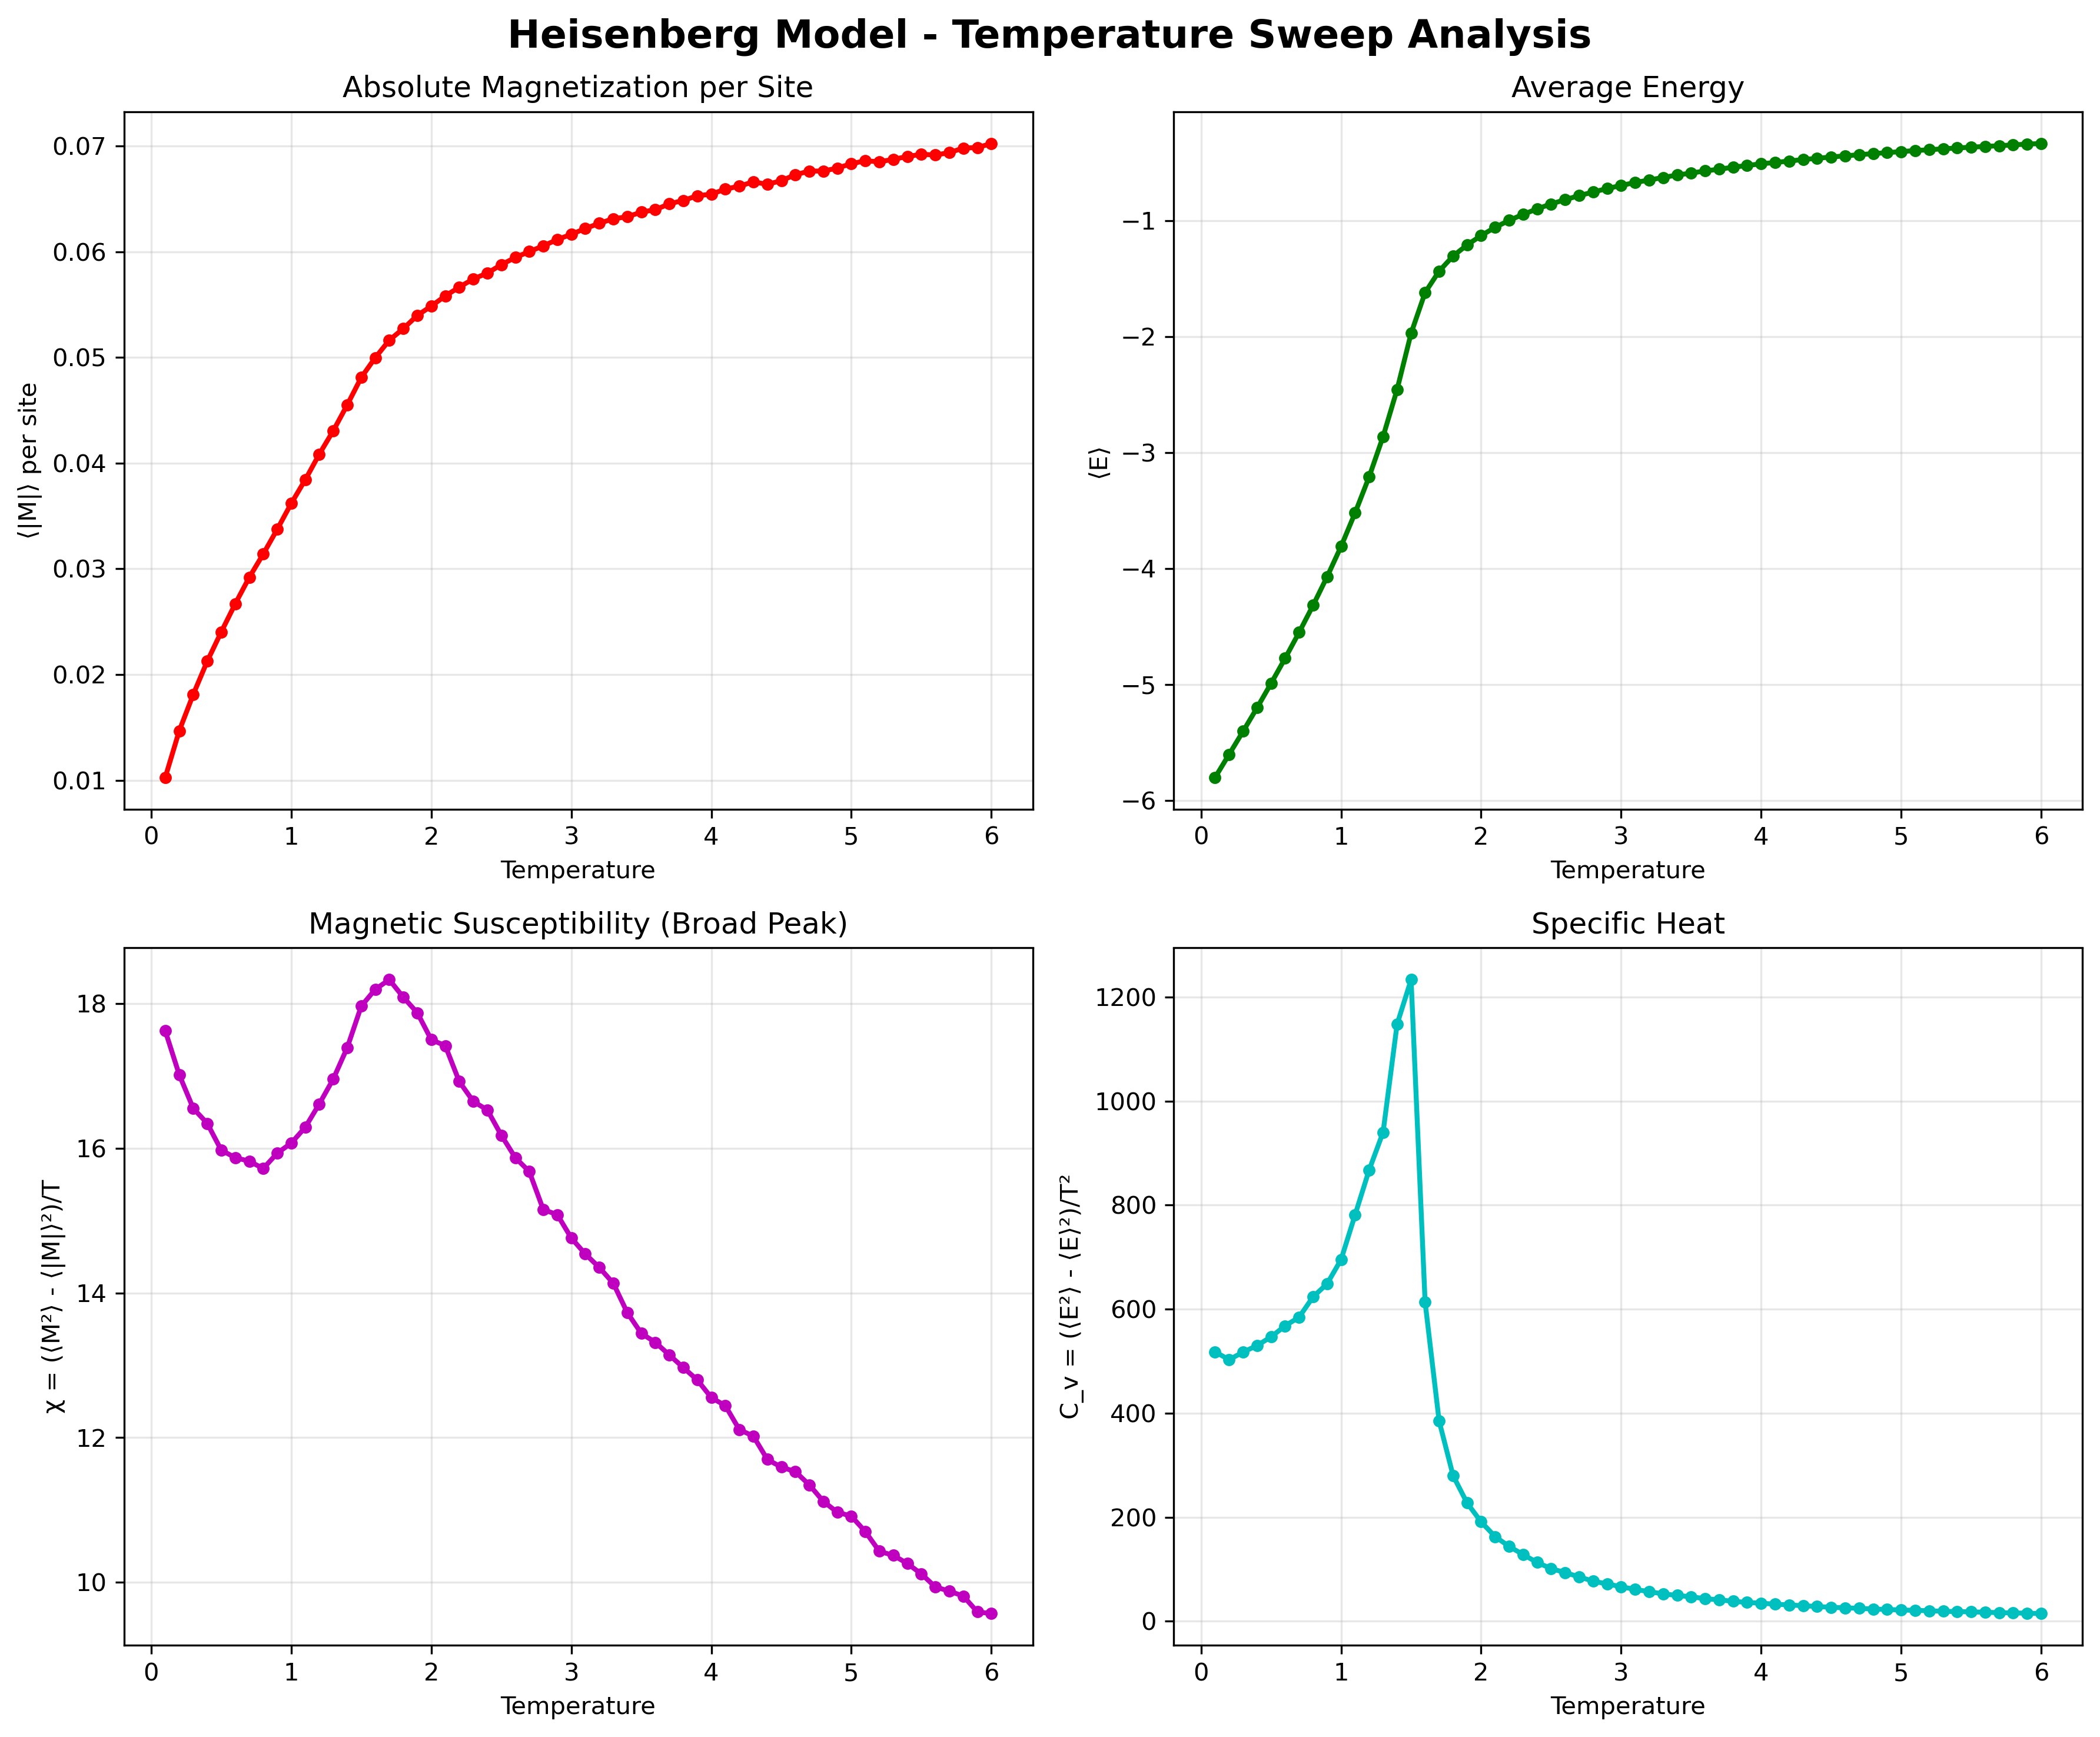 Heisenberg Model - Temperature Sweep Analysis
Absolute Magnetization per Site
⟨|M|⟩ per site
0.07
0.06
0.05
0.04
0.03
0.02
0.01
0 1 2 3 4 5 6
Temperature
Average Energy
⟨E⟩
−1
−2
−3
−4
−5
−6
0 1 2 3 4 5 6
Temperature
Magnetic Susceptibility (Broad Peak)
χ = (⟨M²⟩ - ⟨|M|⟩²)/T
18
16
14
12
10
0 1 2 3 4 5 6
Temperature
Specific Heat
C_v = (⟨E²⟩ - ⟨E⟩²)/T²
1200
1000
800
600
400
200
0
0 1 2 3 4 5 6
Temperature